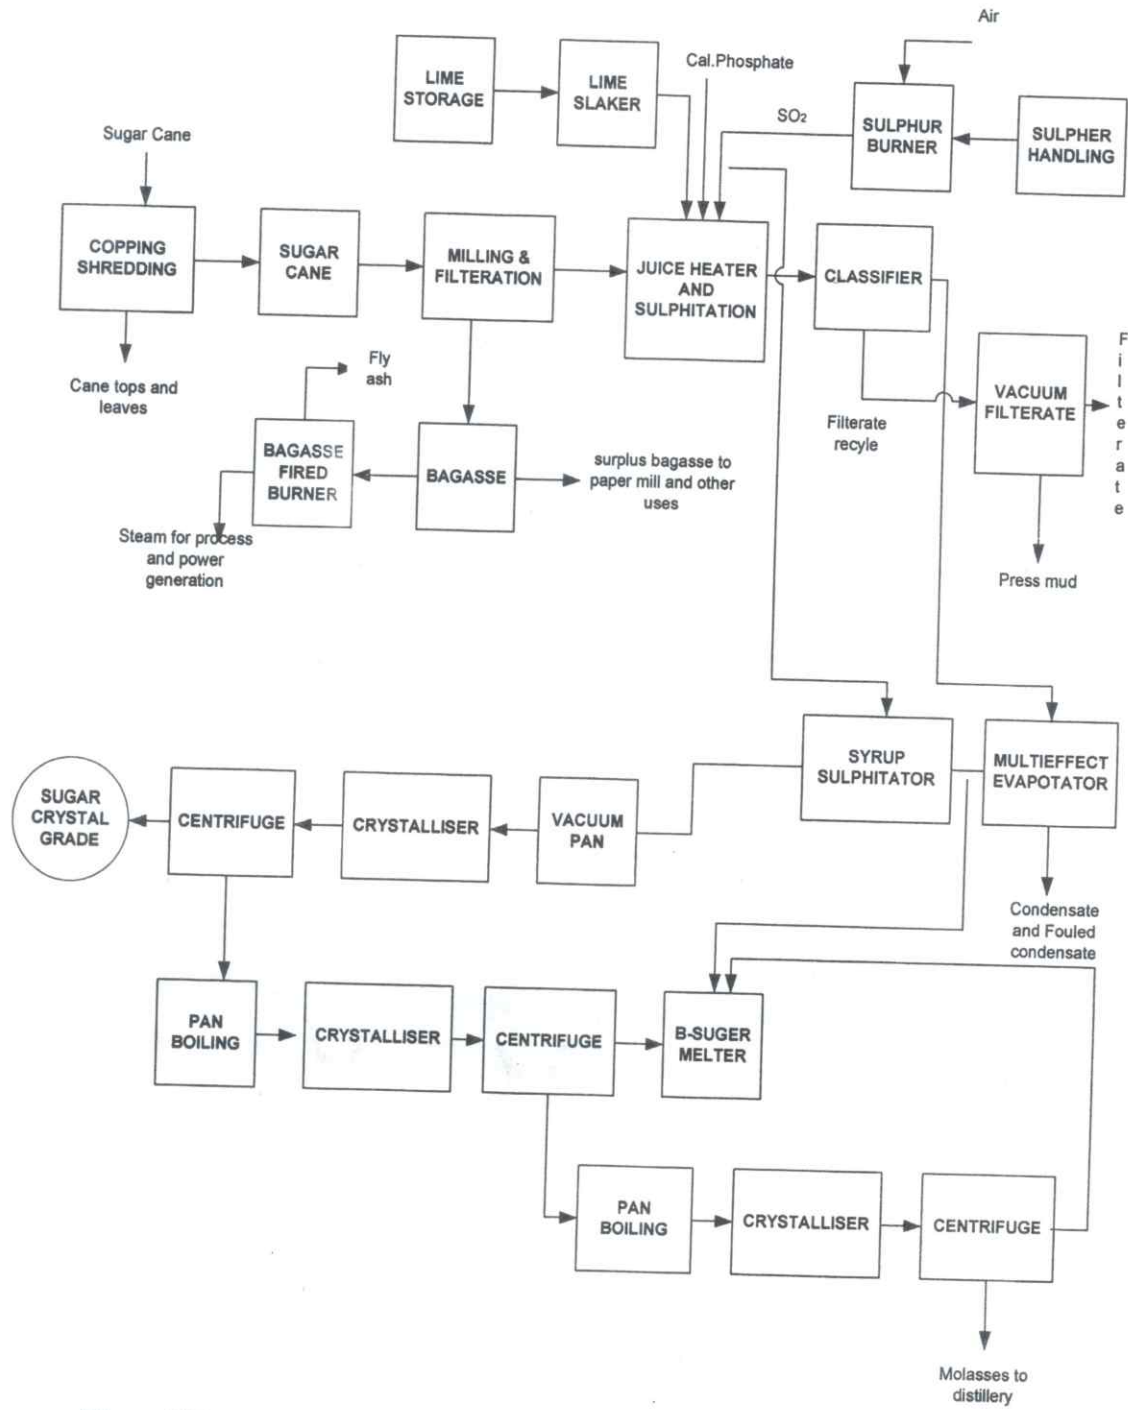 Air
LIME
STORAGE
LIME
SLAKER
Cal.Phosphate
SO2
SULPHUR
BURNER
SULPHER
HANDLING
Sugar Cane
COPPING
SHREDDING
SUGAR
CANE
MILLING &
FILTERATION
JUICE HEATER
AND
SULPHITATION
CLASSIFIER
Cane tops and
leaves
Fly
ash
BAGASSE
FIRED
BURNER
BAGASSE
surplus bagasse to
paper mill and other
uses
Filterate
recyle
VACUUM
FILTERATE
F
i
l
t
e
r
a
t
e
Steam for process
and power
generation
Press mud
SYRUP
SULPHITATOR
MULTIEFFECT
EVAPOTATOR
SUGAR
CRYSTAL
GRADE
CENTRIFUGE
CRYSTALLISER
VACUUM
PAN
Condensate
and Fouled
condensate
PAN
BOILING
CRYSTALLISER
CENTRIFUGE
B-SUGER
MELTER
PAN
BOILING
CRYSTALLISER
CENTRIFUGE
Molasses to
distillery